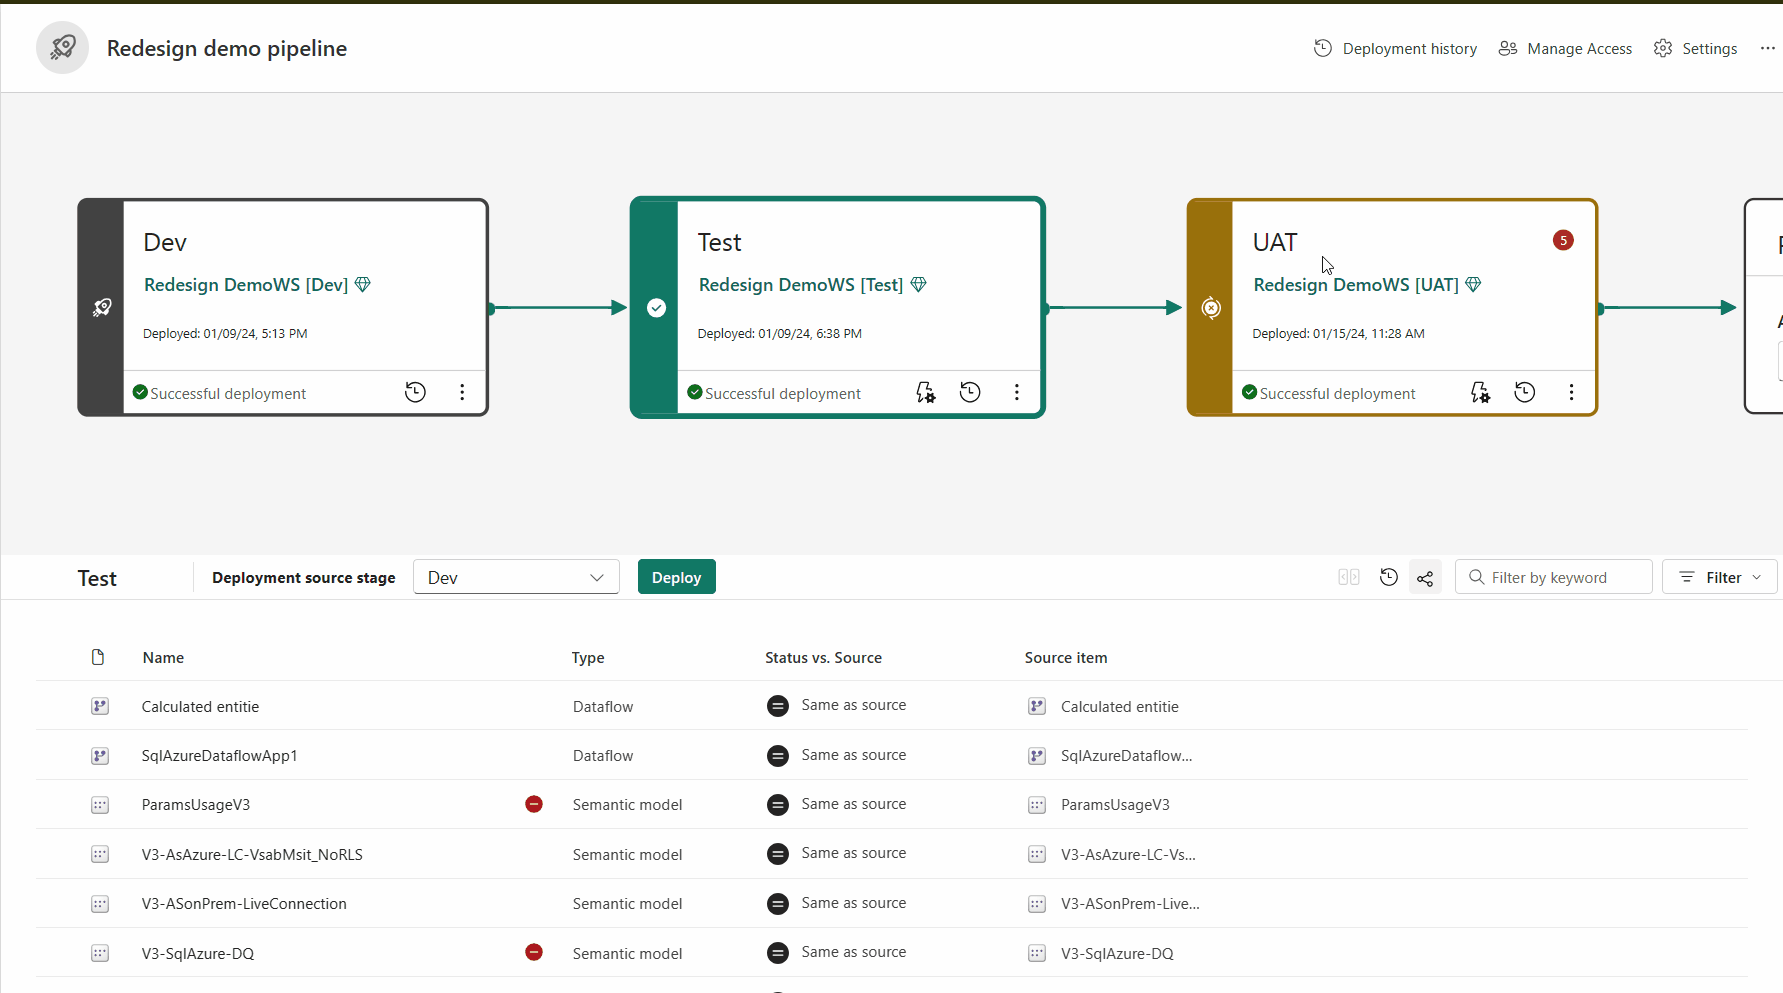 Redesign demo pipeline
Deployment history
Manage Access
Settings
Dev
Redesign DemoWS [Dev]
Deployed: 01/09/24, 5:13 PM
Successful deployment
Test
Redesign DemoWS [Test]
Deployed: 01/09/24, 6:38 PM
Successful deployment
UAT
5
Redesign DemoWS [UAT]
Deployed: 01/15/24, 11:28 AM
Successful deployment
Test
Deployment source stage
Dev
Deploy
Filter by keyword
Filter
Name Type Status vs. Source Source item
Calculated entitie Dataflow Same as source Calculated entitie
SqlAzureDataflowApp1 Dataflow Same as source SqlAzureDataflow...
ParamsUsageV3 Semantic model Same as source ParamsUsageV3
V3-AsAzure-LC-VsabMsit_NoRLS Semantic model Same as source V3-AsAzure-LC-Vs...
V3-ASonPrem-LiveConnection Semantic model Same as source V3-ASonPrem-Live...
V3-SqlAzure-DQ Semantic model Same as source V3-SqlAzure-DQ